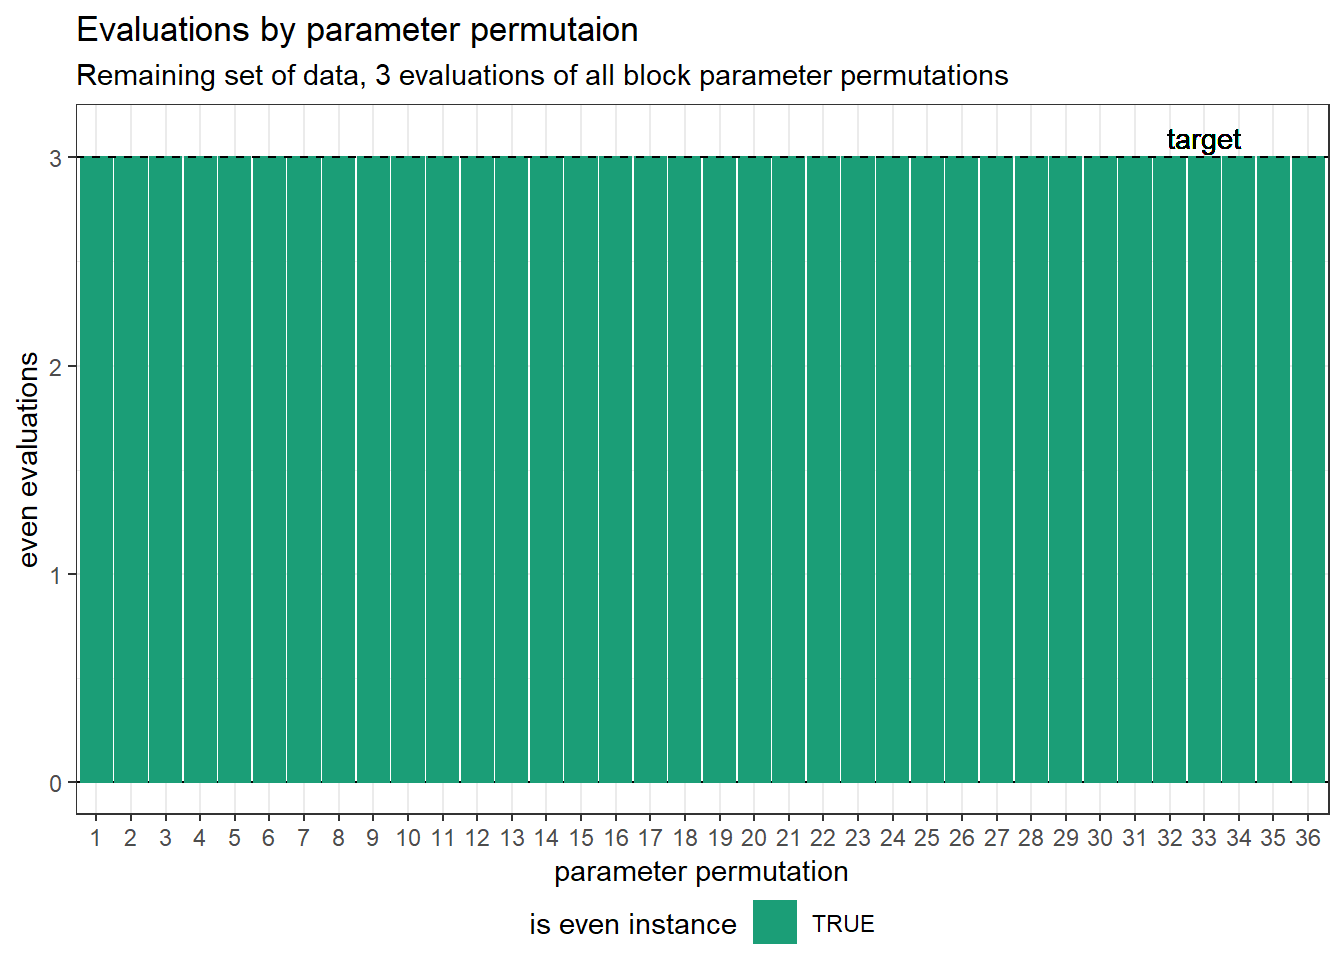 Evaluations by parameter permutaion
Remaining set of data, 3 evaluations of all block parameter permutations
target
3
2
1
0
even evaluations
1 2 3 4 5 6 7 8 9 10 11 12 13 14 15 16 17 18 19 20 21 22 23 24 25 26 27 28 29 30 31 32 33 34 35 36
parameter permutation
is even instance TRUE